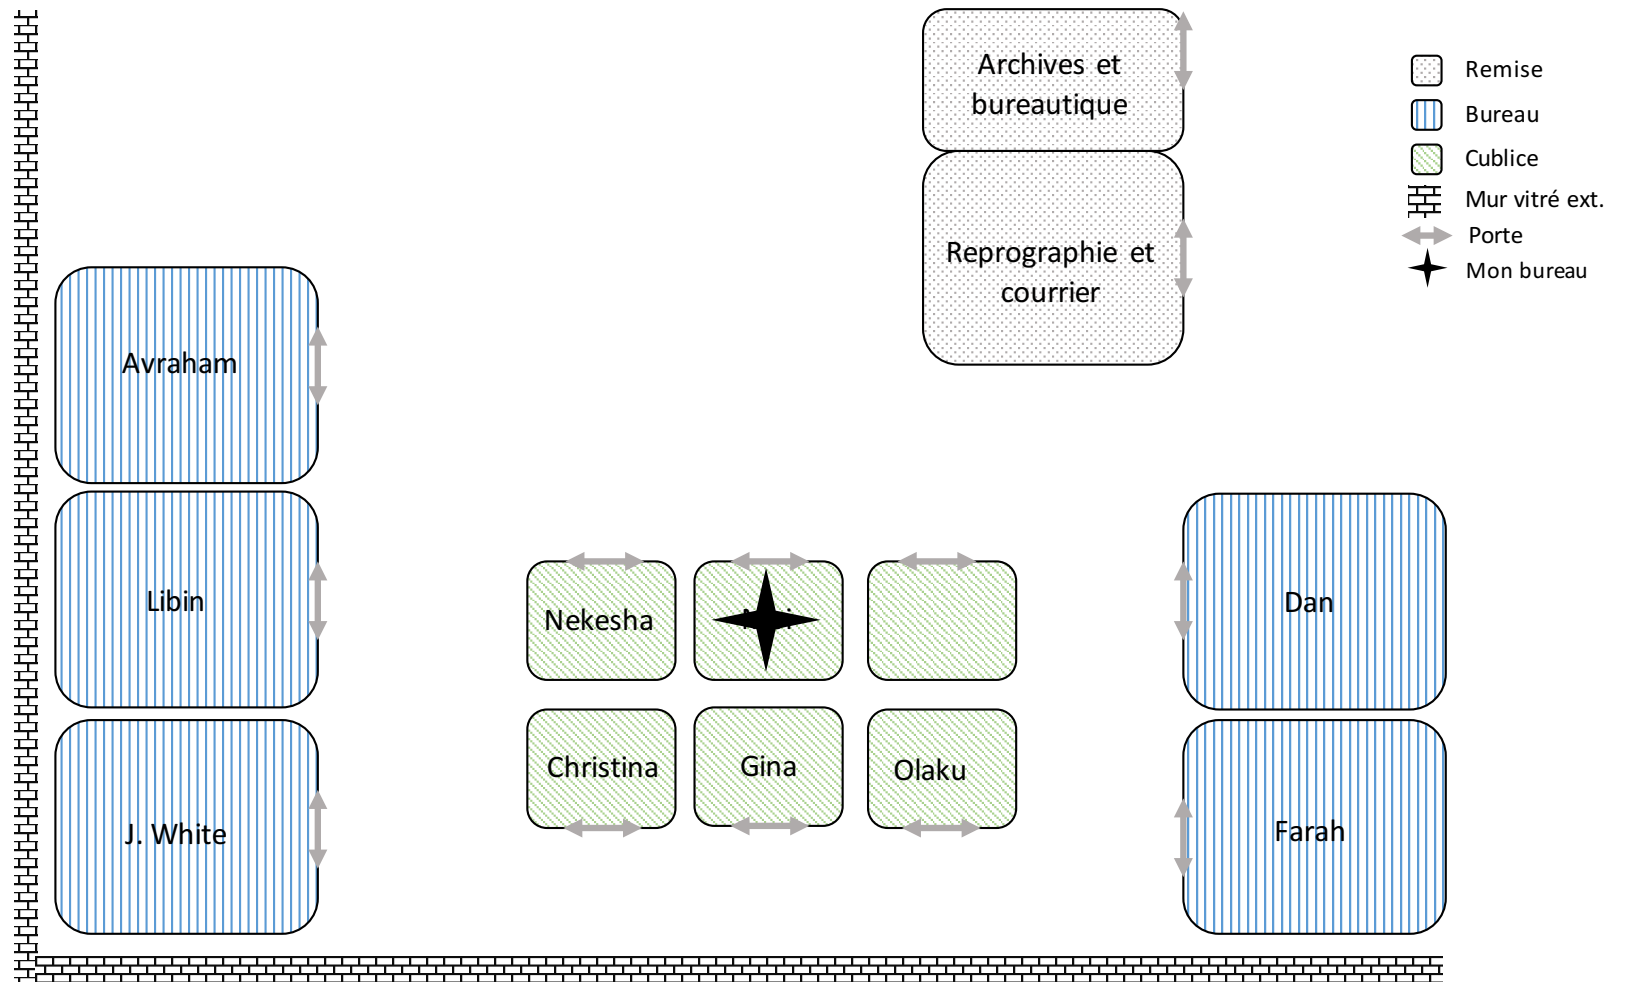 Archives et
bureautique
Reprographie et
courrier
Remise
Bureau
Cublice
Mur vitré ext.
Porte
Mon bureau
Avraham
Libin
J. White
Nekesha
Christina
Gina
Olaku
Dan
Farah